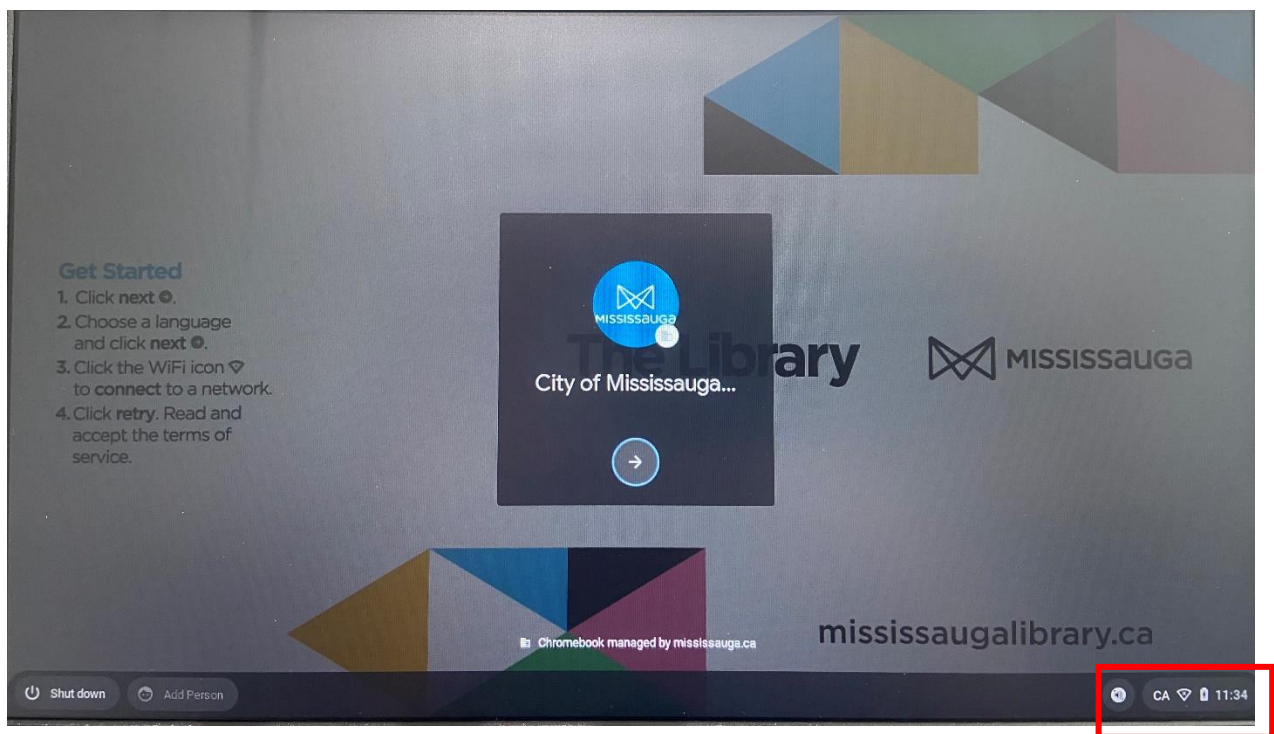 Get Started
1. Click next.
2. Choose a language
and click next.
3. Click the WiFi icon
to connect to a network.
4. Click retry. Read and
accept the terms of
service.
MISSISSAUGA
The Library
MISSISSAUGA
City of Mississauga...
Chromebook managed by mississauga.ca
mississaugalibrary.ca
Shut down
Add Person
CA 11:34